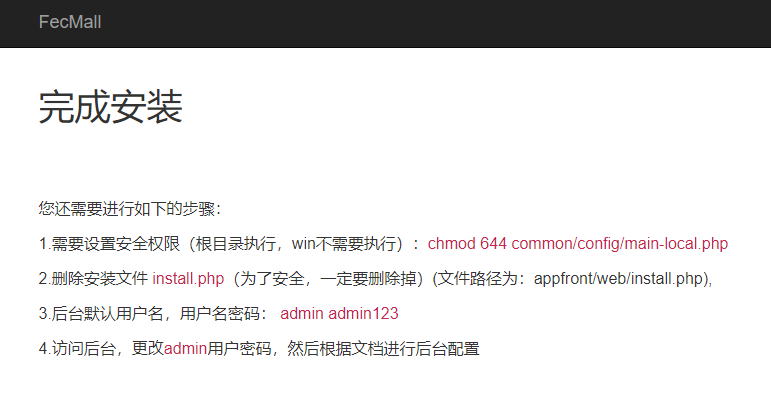 FecMall
完成安装
您还需要进行如下的步骤：
1.需要设置安全权限（根目录执行，win不需要执行）：chmod 644 common/config/main-local.php
2.删除安装文件 install.php（为了安全，一定要删除掉）(文件路径为：appfront/web/install.php),
3.后台默认用户名，用户名密码： admin admin123
4.访问后台，更改admin用户密码，然后根据文档进行后台配置